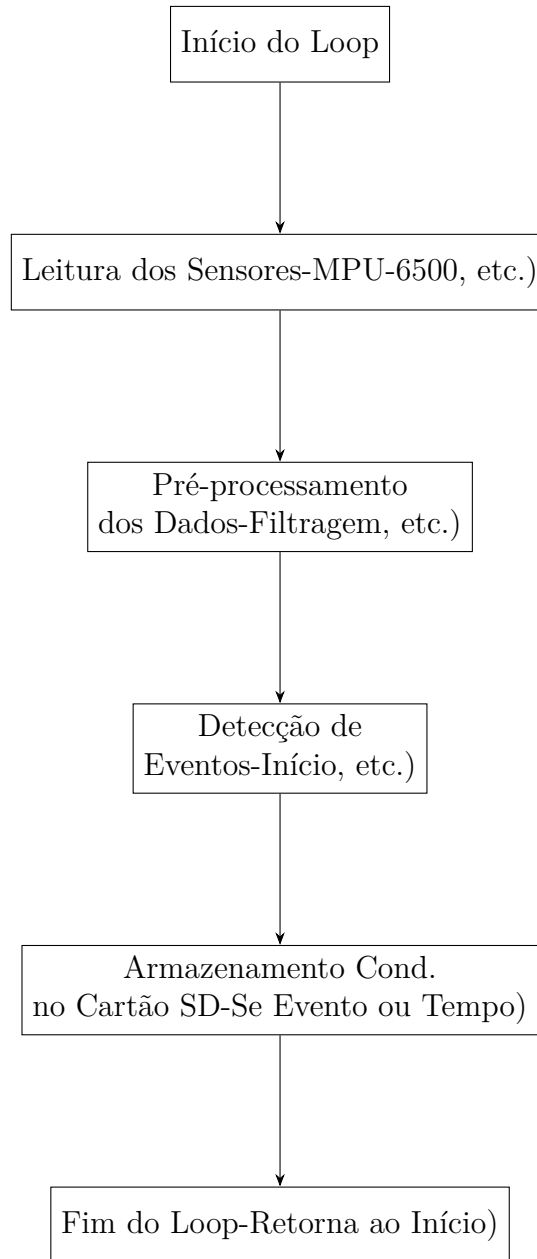 Início do Loop
Leitura dos Sensores-MPU-6500, etc.)
Pré-processamento
dos Dados-Filtragem, etc.)
Detecção de
Eventos-Início, etc.)
Armazenamento Cond.
no Cartão SD-Se Evento ou Tempo)
Fim do Loop-Retorna ao Início)